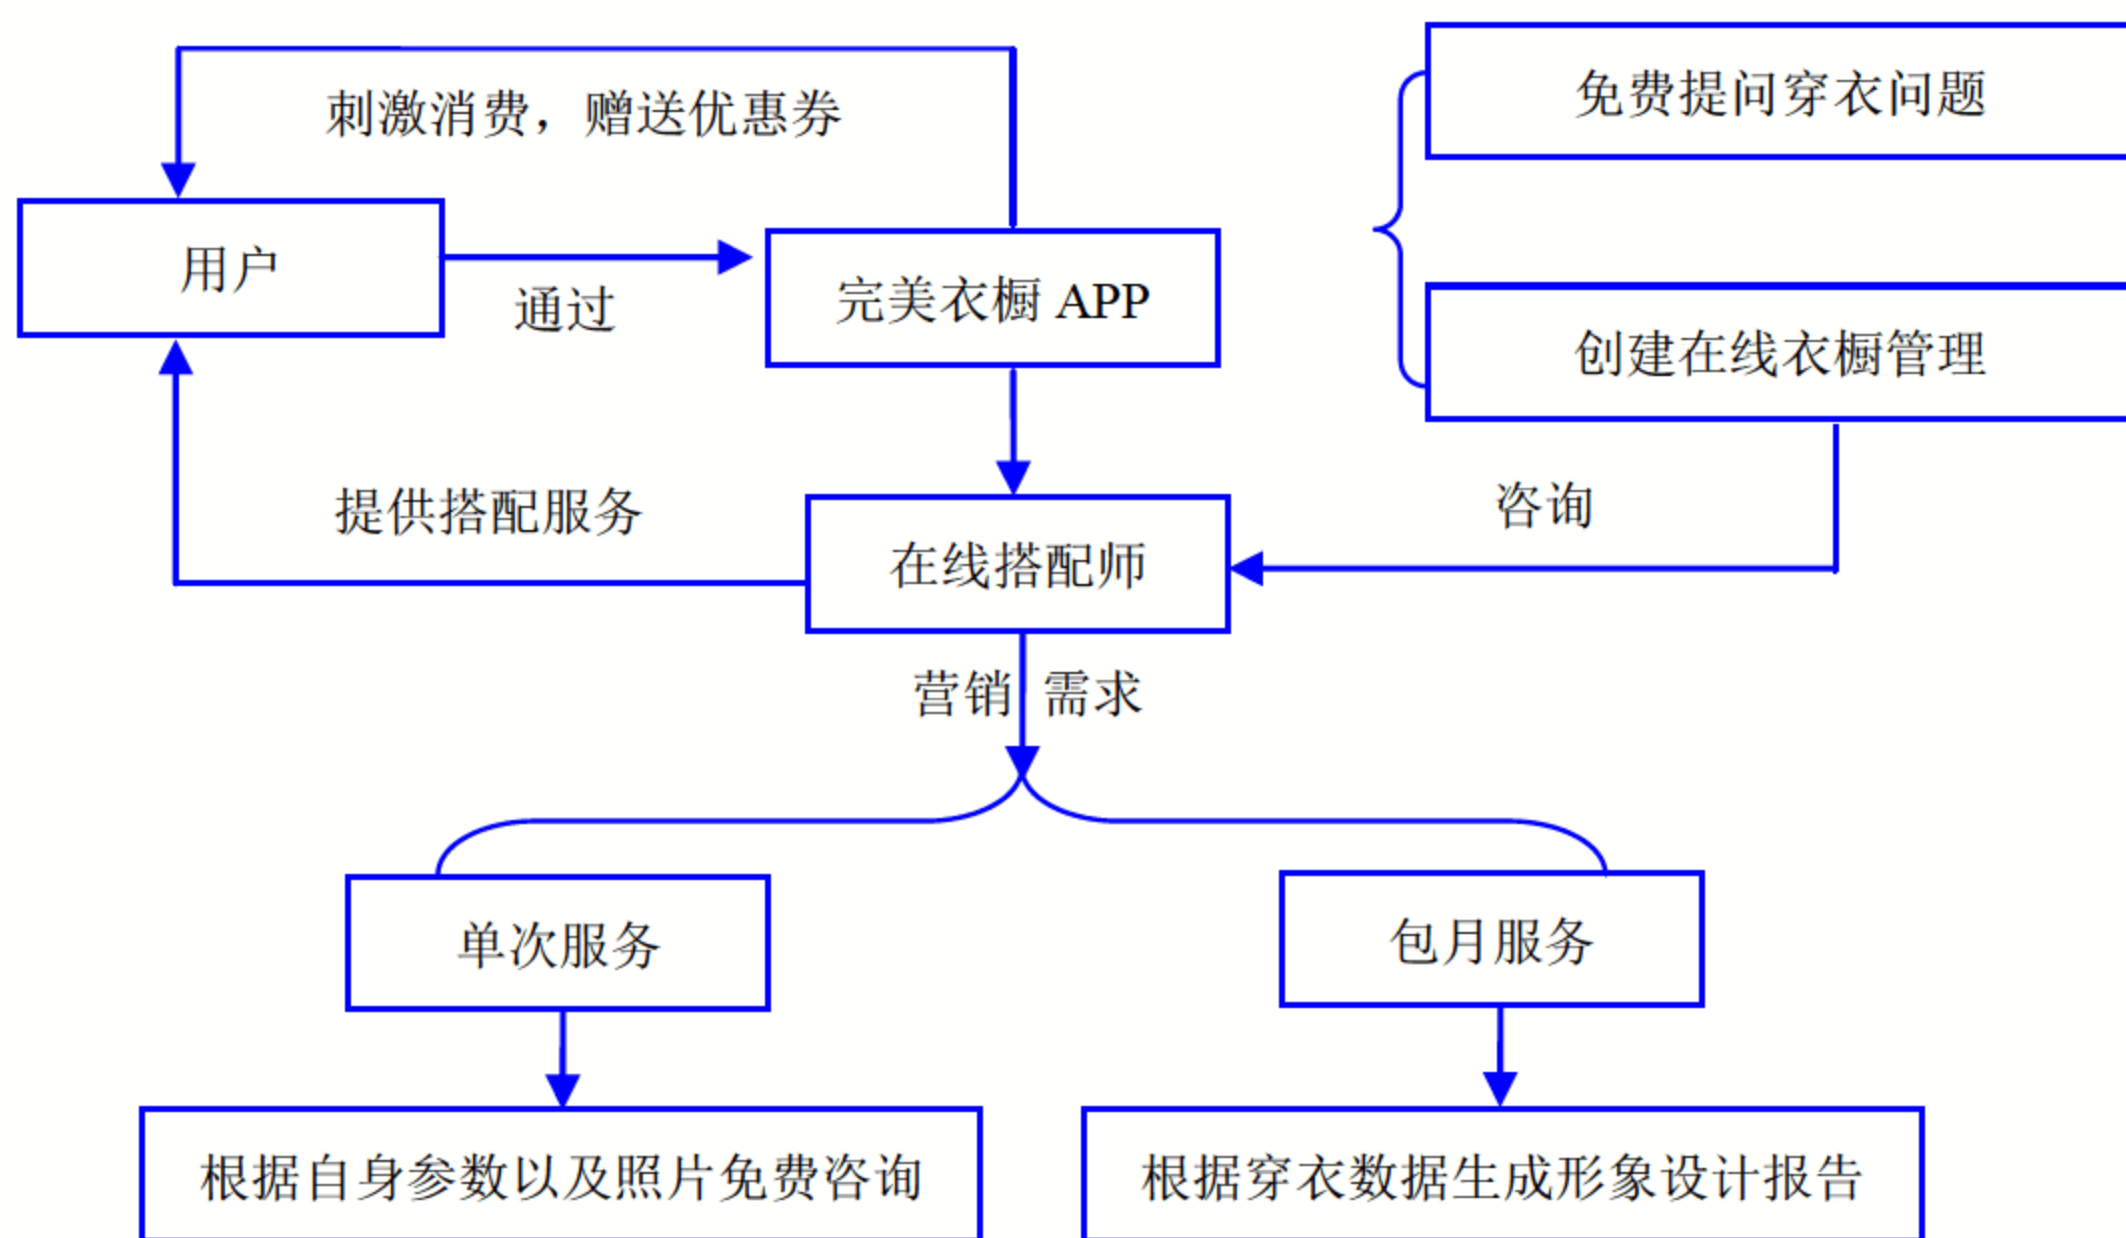 刺激消费，赠送优惠券
免费提问穿衣问题
用户
通过
完美衣橱 APP
创建在线衣橱管理
提供搭配服务
咨询
在线搭配师
营销 需求
单次服务
包月服务
根据自身参数以及照片免费咨询
根据穿衣数据生成形象设计报告